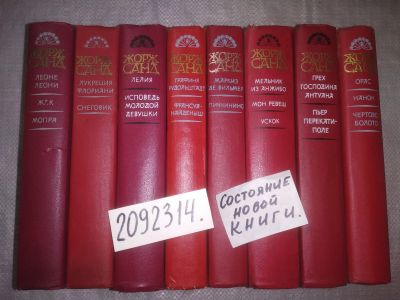 ЖОРЖ
САНД
ЛЕОНЕ
ЛЕОНИ
ЖАК
МОПРА
ЖОРЖ
САНД
ЛУКРЕЦИЯ
ФЛОРИАНИ
СНЕГОВИК
ЖОРЖ
САНД
ЛЕЛИЯ
ИСПОВЕДЬ
МОЛОДОЙ
ДЕВУШКИ
ЖОРЖ
САНД
ГРАФИНЯ
РУДОЛЬШТАДТ
ФРАНСУА-
НАЙДЕНЫШ
ЖОРЖ
САНД
МАРКИЗ
ДЕ ВИЛЬМЕР
ПИЧЧИНИНО
ЖОРЖ
САНД
МЕЛЬНИК
ИЗ АНЖИБО
МОН РЕВЕШ
УСКОК
ЖОРЖ
САНД
ГРЕХ
ГОСПОДИНА
АНТУАНА
ПЬЕР
ПЕРЕКАТИ-
ПОЛЕ
ЖОРЖ
САНД
ОРАС
НАНОН
ЧЕРТОВО
БОЛОТО
2092314.
СОСТОЯНИЕ
НОВОЙ
КНИГИ.